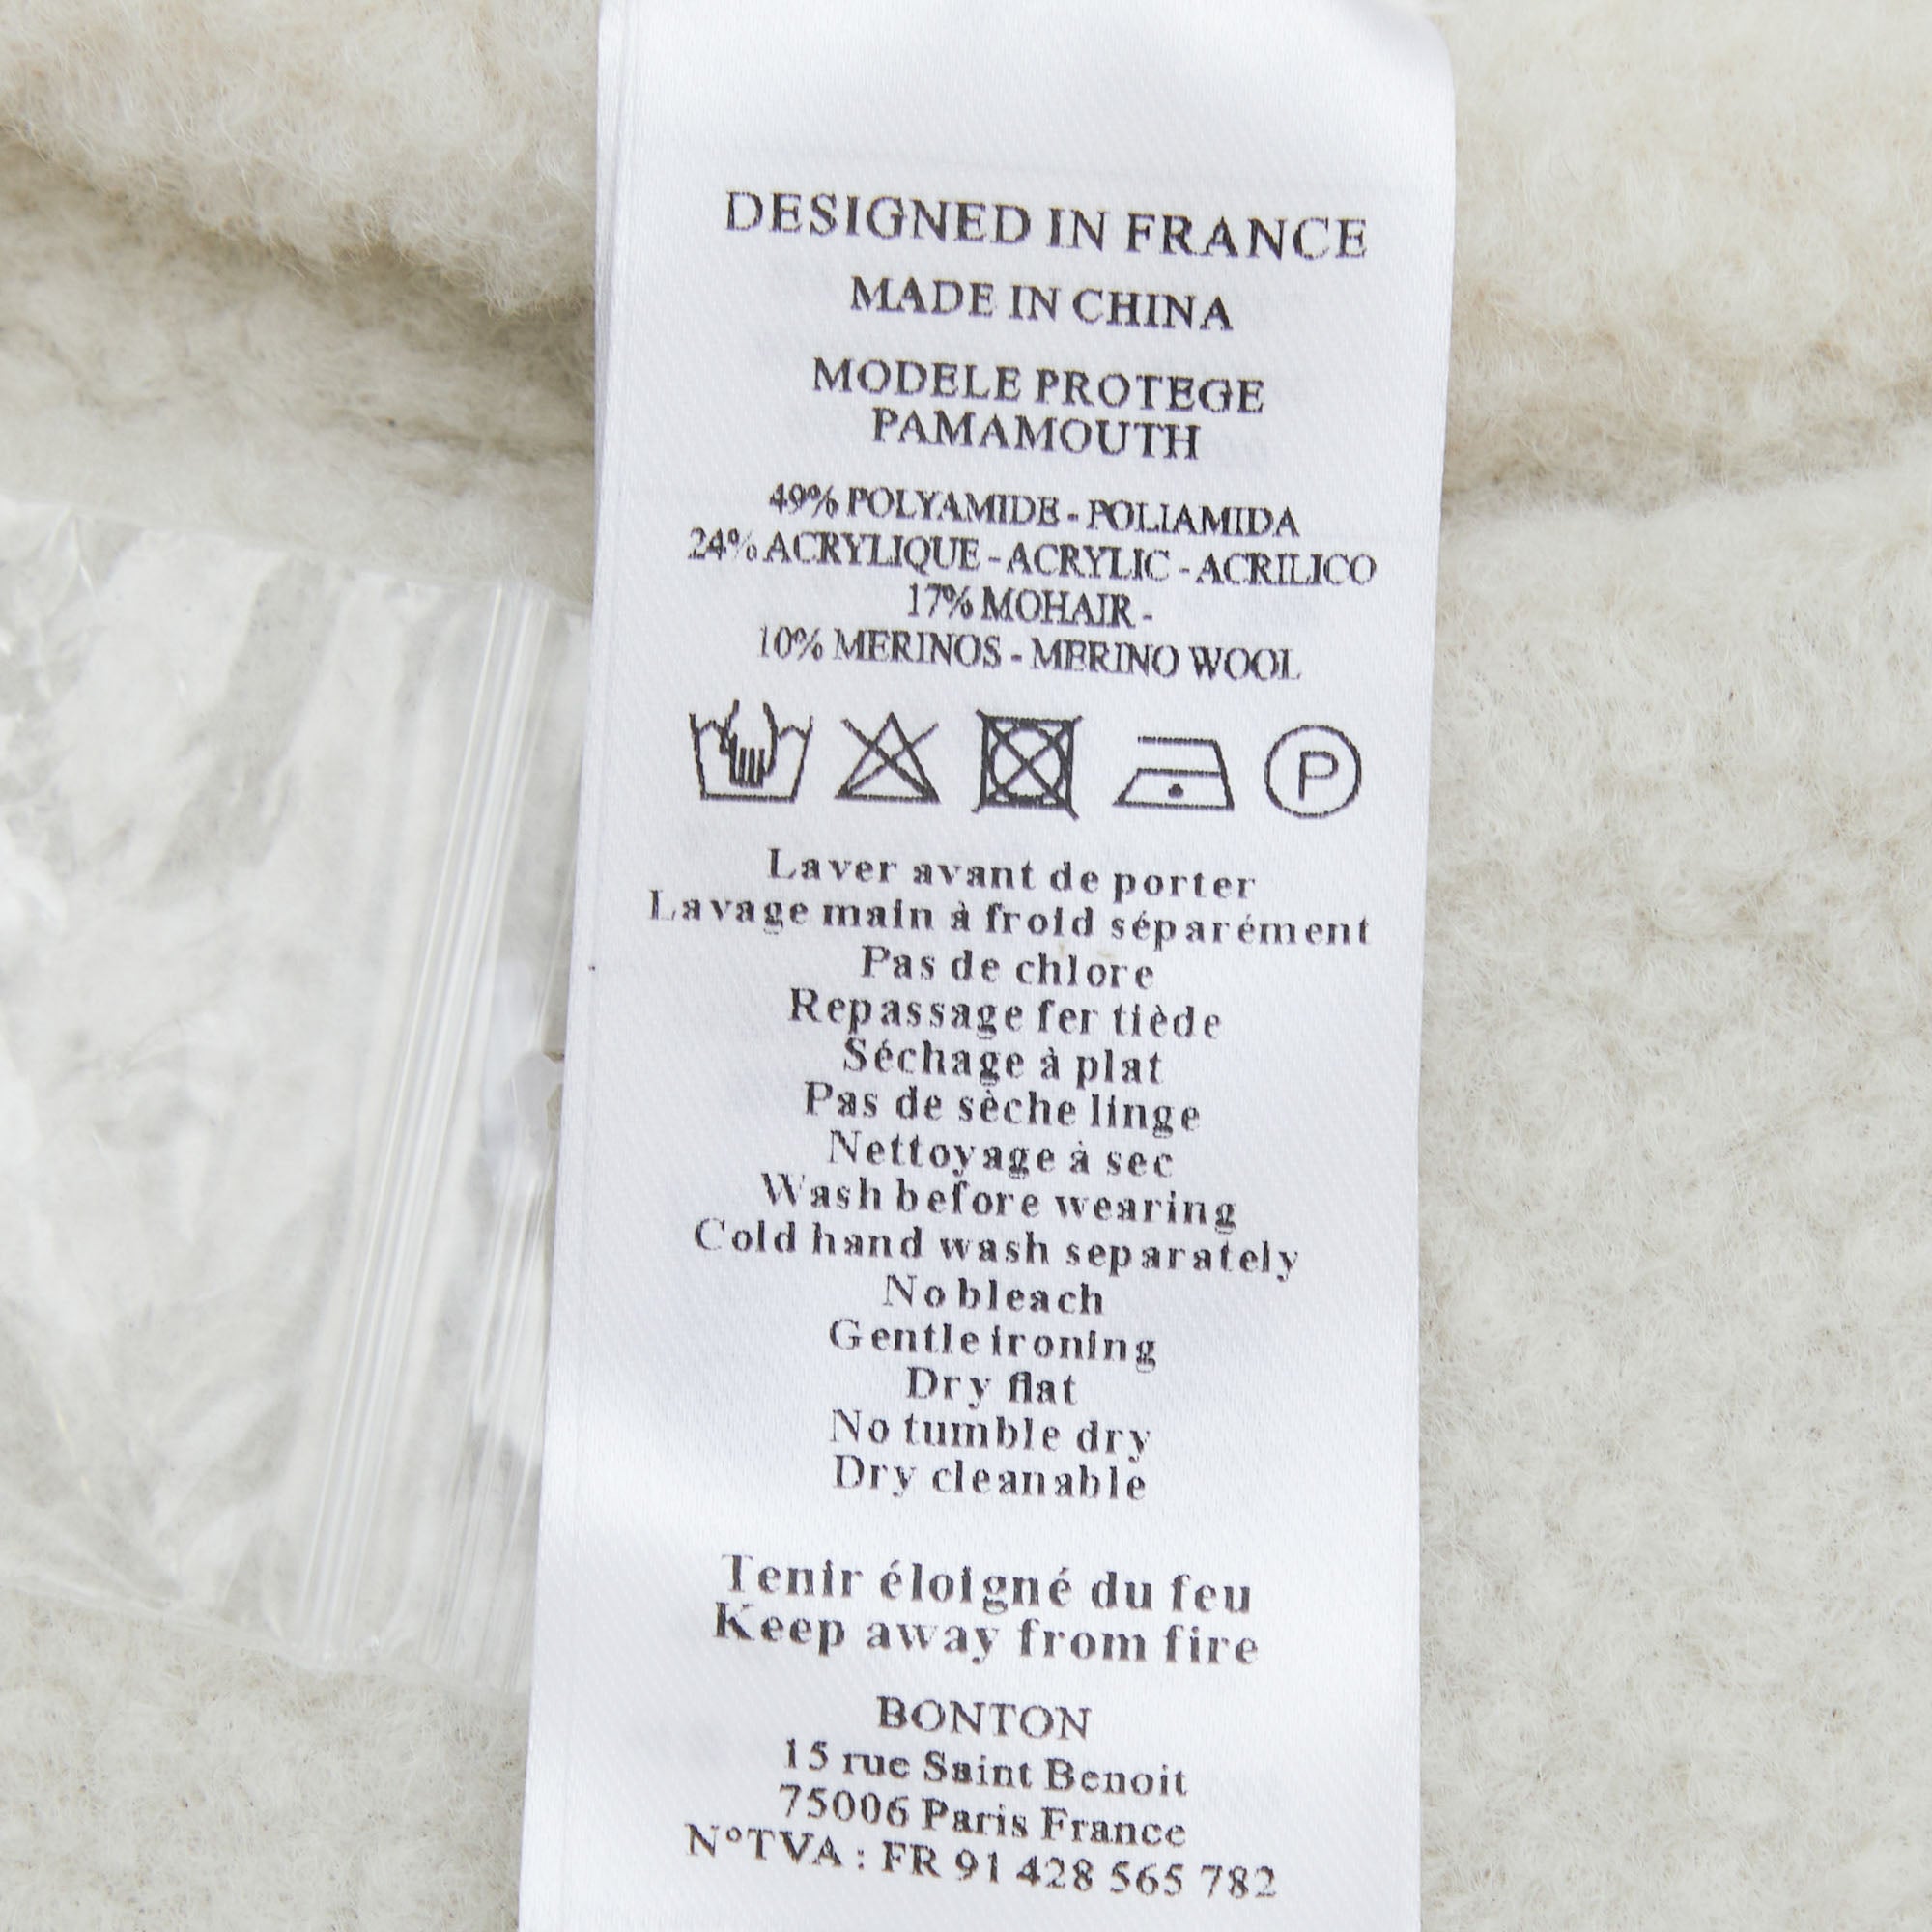 DESIGNED IN FRANCE
MADE IN CHINA
MODELE PROTEGE
PAMAMOUTH
49% POLYAMIDE - POLIAMIDA
24% ACRYLIQUE - ACRYLIC - ACRILICO
17% MOHAIR -
10% MERINOS - MERINO WOOL
P
Laver avant de porter
Lavage main à froid séparément
Pas de chlore
Repassage fer tiède
Séchage à plat
Pas de sèche linge
Nettoyage à sec
Wash before wearing
Cold hand wash separately
No bleach
Gentle ironing
Dry flat
No tumble dry
Dry cleanable
Tenir éloigné du feu
Keep away from fire
BONTON
15 rue Saint Benoit
75006 Paris France
N°TVA : FR 91 428 565 782